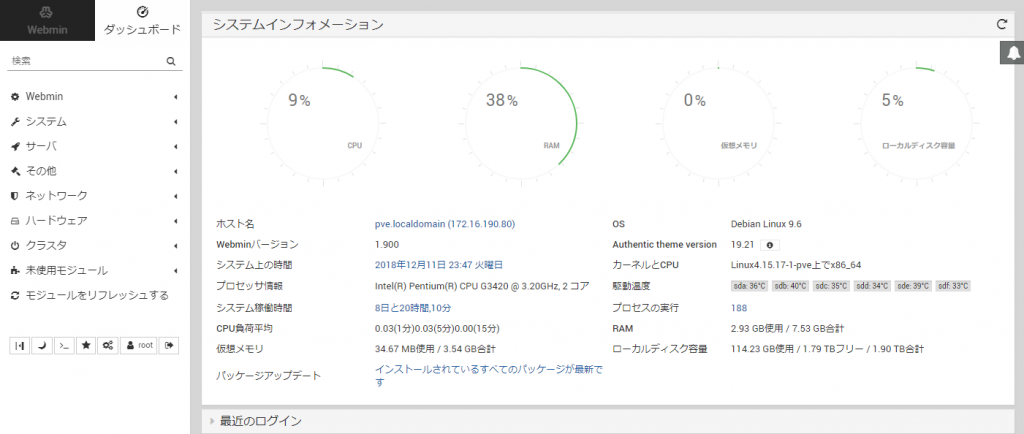 Webmin
ダッシュボード
検索
Webmin
システム
サーバ
その他
ネットワーク
ハードウェア
クラスタ
未使用モジュール
モジュールをリフレッシュする
root
システムインフォメーション
9%
CPU
38%
RAM
0%
仮想メモリ
5%
ローカルディスク容量
ホスト名 pve.localdomain (172.16.190.80) OS Debian Linux 9.6
Webminバージョン 1.900 Authentic theme version 19.21
システム上の時間 2018年12月11日 23:47 火曜日 カーネルとCPU Linux4.15.17-1-pve上でx86_64
プロセッサ情報 Intel(R) Pentium(R) CPU G3420 @ 3.20GHz, 2 コア 駆動温度 sda: 36°C sdb: 40°C sdc: 35°C sdd: 34°C sde: 39°C sdf: 33°C
システム稼働時間 8日と20時間,10分 プロセスの実行 188
CPU負荷平均 0.03(1分)0.03(5分)0.00(15分) RAM 2.93 GB使用 / 7.53 GB合計
仮想メモリ 34.67 MB使用 / 3.54 GB合計 ローカルディスク容量 114.23 GB使用 / 1.79 TBフリー / 1.90 TB合計
パッケージアップデート インストールされているすべてのパッケージが最新で
す
最近のログイン